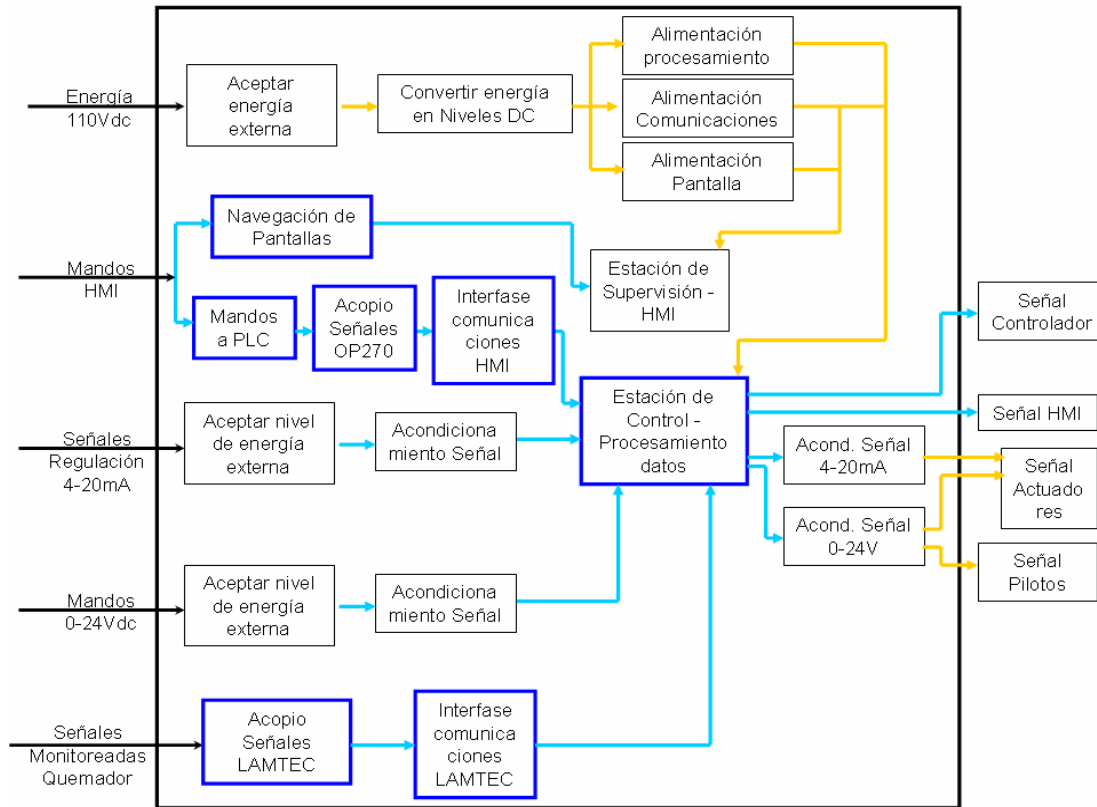 Energía
110Vdc
Aceptar
energía
externa
Convertir energía
en Niveles DC
Alimentación
procesamiento
Alimentación
Comunicaciones
Alimentación
Pantalla
Mandos
HMI
Navegación de
Pantallas
Mandos
a PLC
Acopio
Señales
OP270
Interfase
comunica
ciones
HMI
Estación de
Supervisión -
HMI
Señales
Regulación
4-20mA
Aceptar nivel
de energía
externa
Acondiciona
miento Señal
Estación de
Control -
Procesamiento
datos
Señal
Controlador
Señal HMI
Acond. Señal
4-20mA
Acond. Señal
0-24V
Señal
Actuado
res
Señal
Pilotos
Mandos
0-24Vdc
Aceptar nivel
de energía
externa
Acondiciona
miento Señal
Señales
Monitoreadas
Quemador
Acopio
Señales
LAMTEC
Interfase
comunica
ciones
LAMTEC